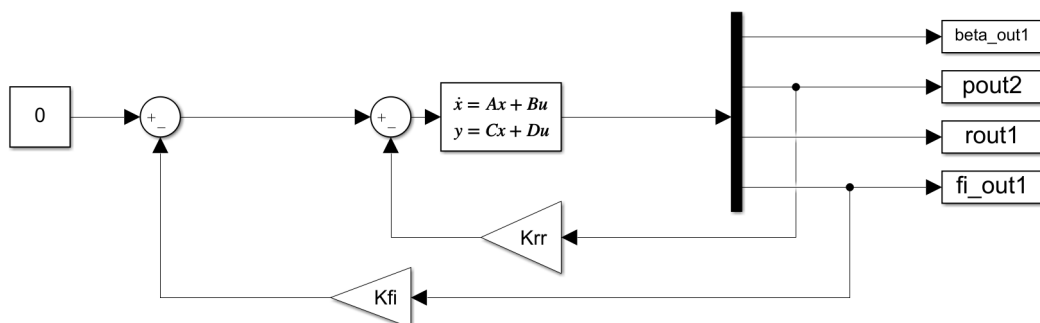 beta_out1
0
+
_
+
_
ẋ = Ax + Bu
y = Cx + Du
pout2
rout1
fi_out1
Krr
Kfi